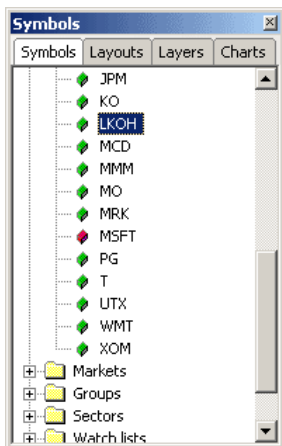 Symbols
Symbols Layouts Layers Charts
JPM
KO
LKOH
MCD
MMM
MO
MRK
MSFT
PG
T
UTX
WMT
XOM
Markets
Groups
Sectors
Watch lists